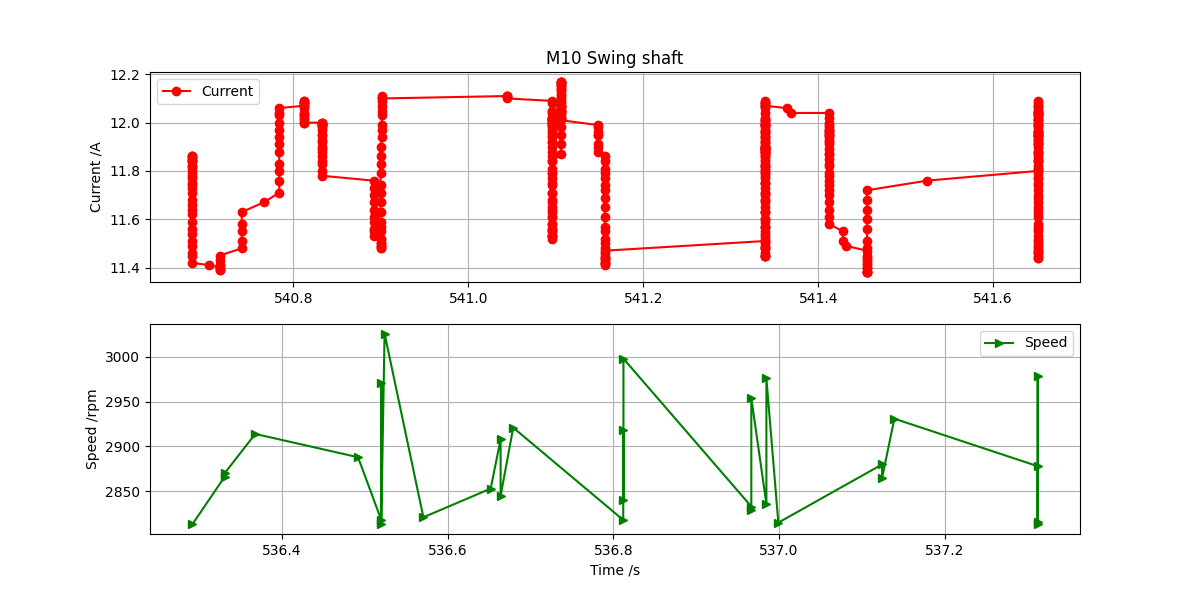 M10 Swing shaft
12.2
12.0
11.8
11.6
11.4
Current /A
Current
540.8 541.0 541.2 541.4 541.6
3000
2950
2900
2850
Speed /rpm
Speed
536.4 536.6 536.8 537.0 537.2
Time /s